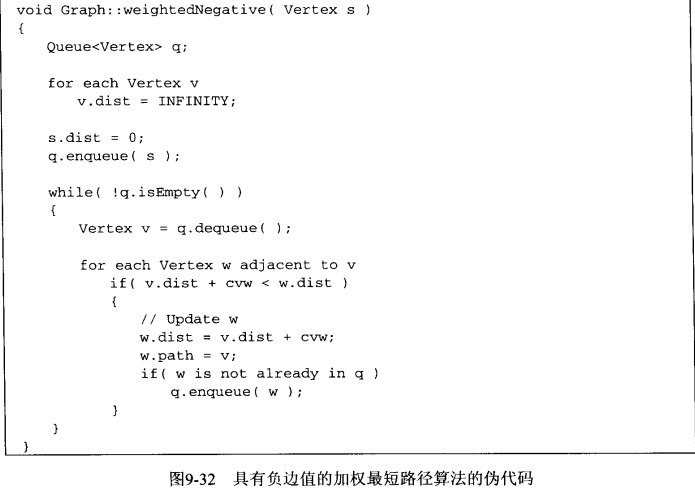 void Graph::weightedNegative( Vertex s )
{
    Queue<Vertex> q;

    for each Vertex v
        v.dist = INFINITY;

    s.dist = 0;
    q.enqueue( s );

    while( !q.isEmpty( ) )
    {
        Vertex v = q.dequeue( );

        for each Vertex w adjacent to v
            if( v.dist + cvw < w.dist )
            {
                // Update w
                w.dist = v.dist + cvw;
                w.path = v;
                if( w is not already in q )
                    q.enqueue( w );
            }
    }
}
图9-32 具有负边值的加权最短路径算法的伪代码